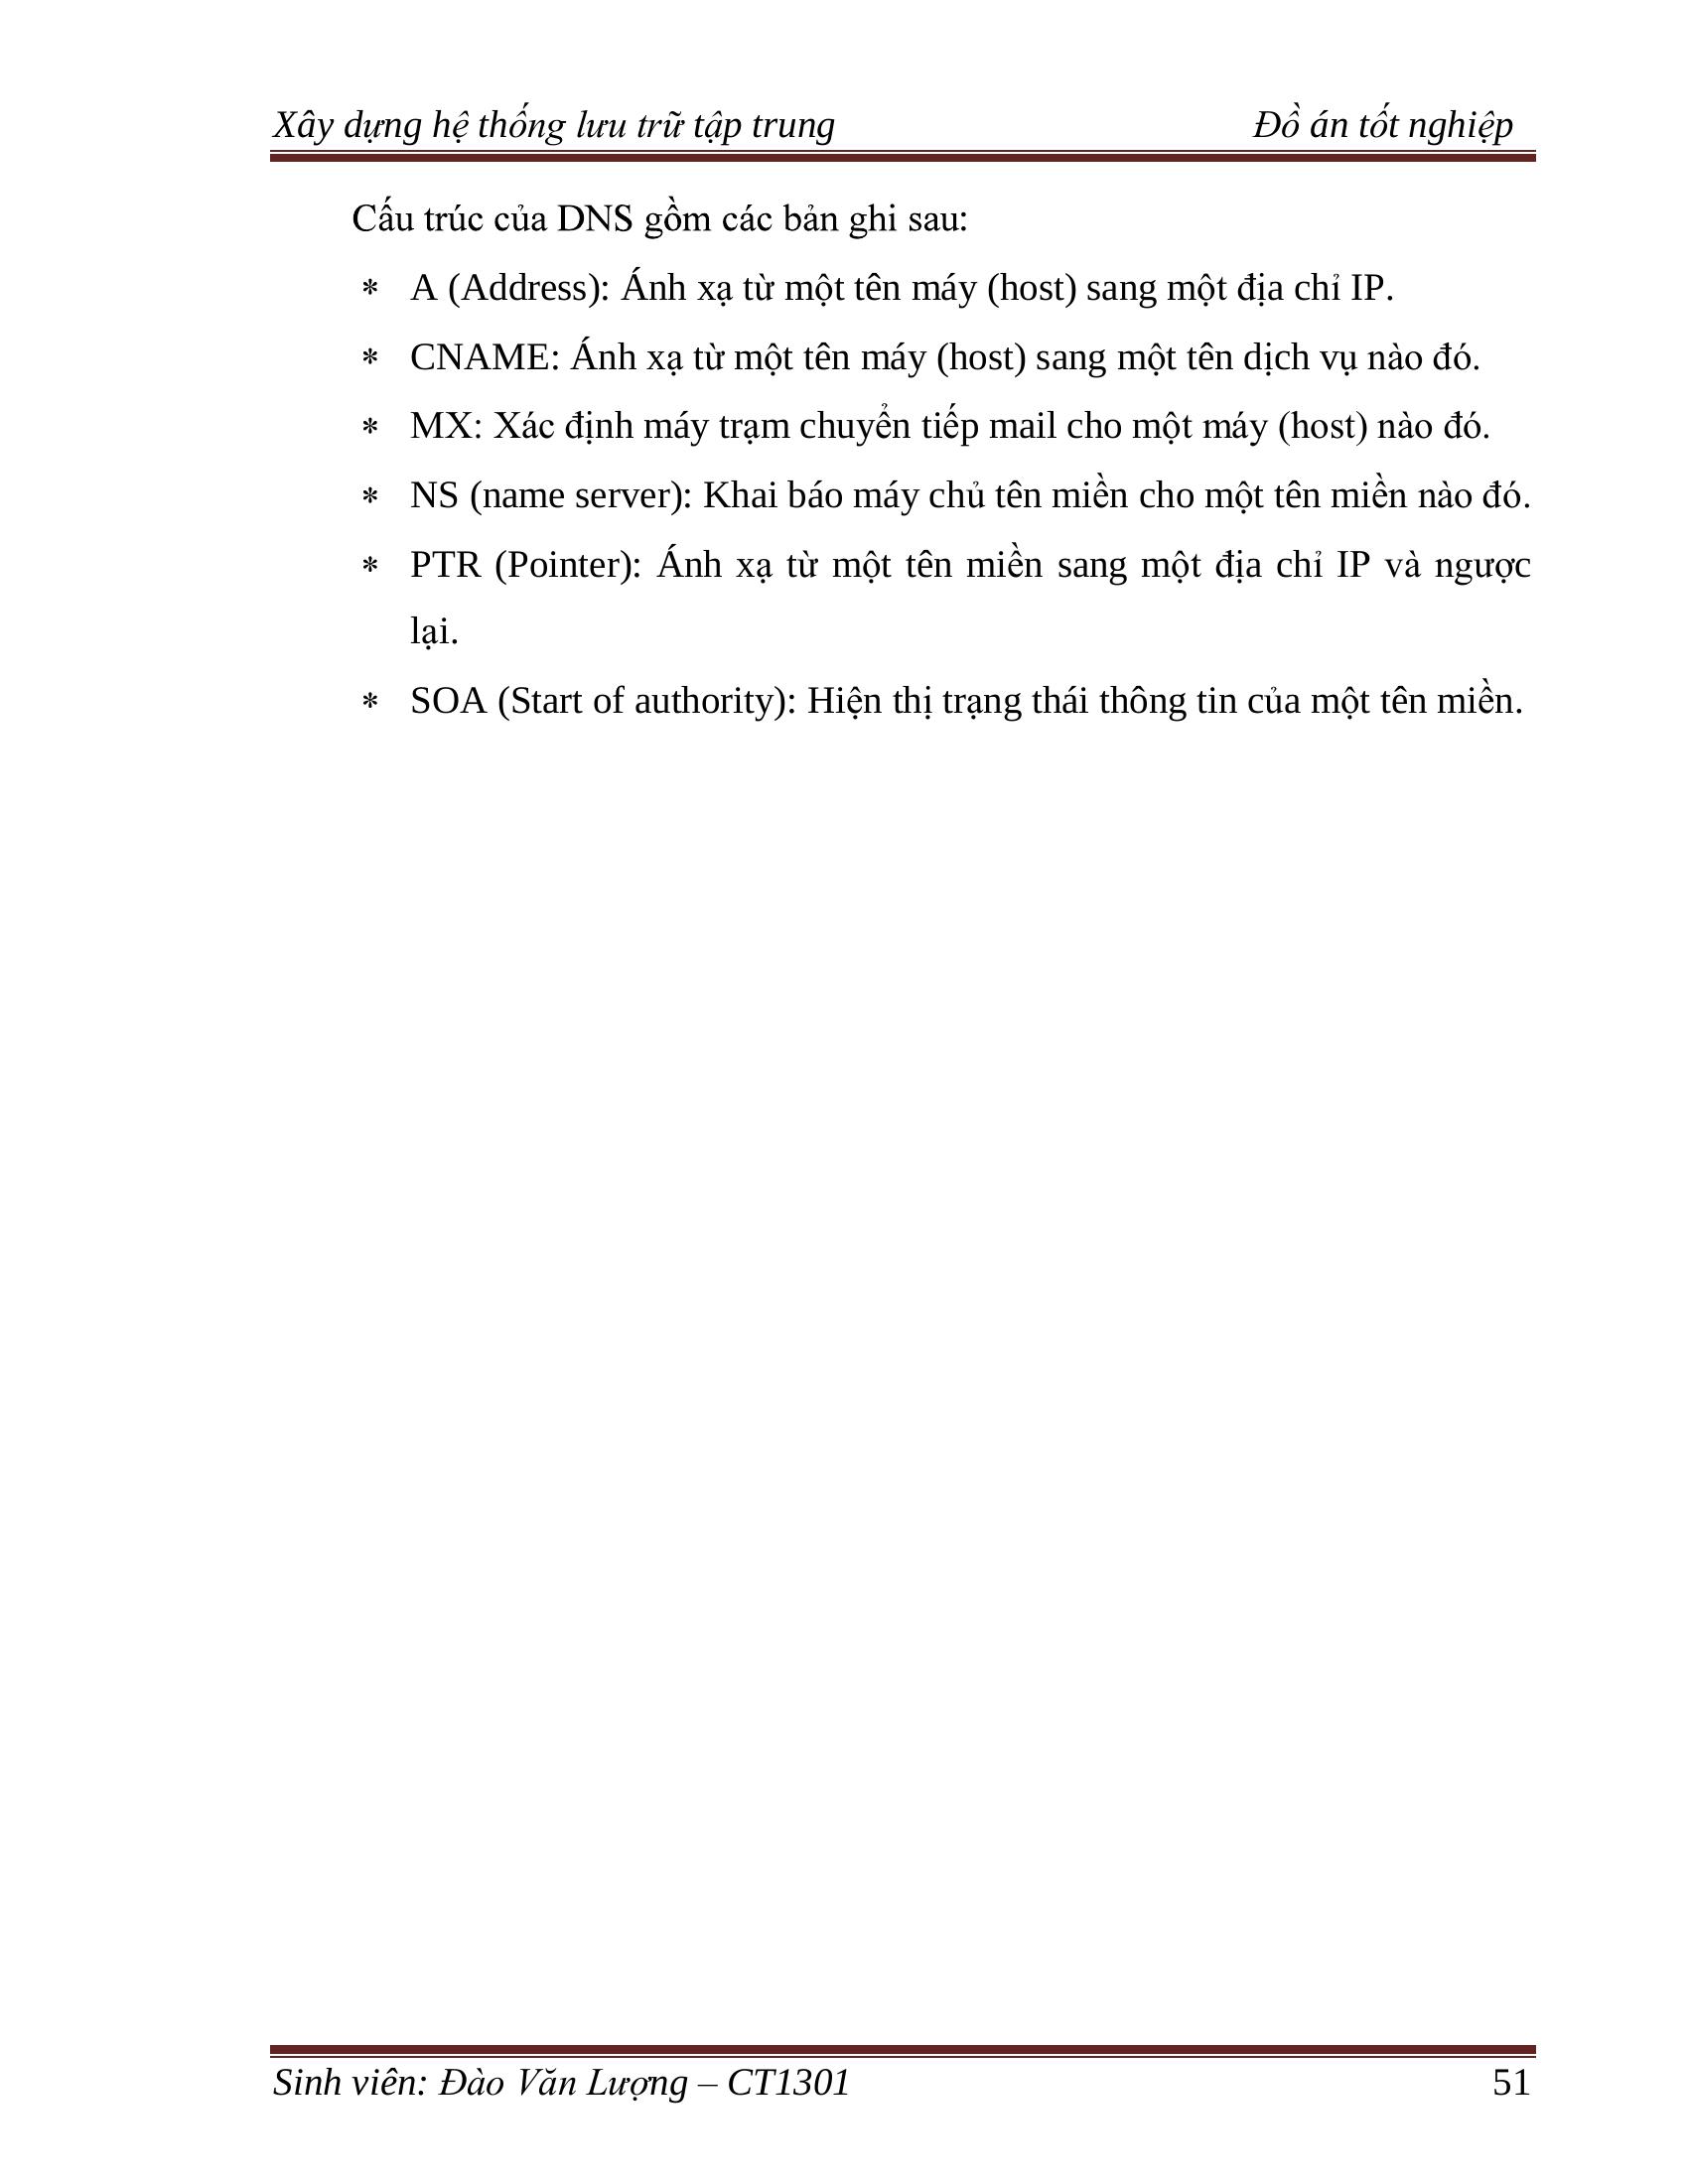 Xây dựng hệ thống lưu trữ tập trung Đồ án tốt nghiệp
Cấu trúc của DNS gồm các bản ghi sau:
* A (Address): Ánh xạ từ một tên máy (host) sang một địa chỉ IP.
* CNAME: Ánh xạ từ một tên máy (host) sang một tên dịch vụ nào đó.
* MX: Xác định máy trạm chuyển tiếp mail cho một máy (host) nào đó.
* NS (name server): Khai báo máy chủ tên miền cho một tên miền nào đó.
* PTR (Pointer): Ánh xạ từ một tên miền sang một địa chỉ IP và ngược
lại.
* SOA (Start of authority): Hiện thị trạng thái thông tin của một tên miền.
Sinh viên: Đào Văn Lượng – CT1301 51